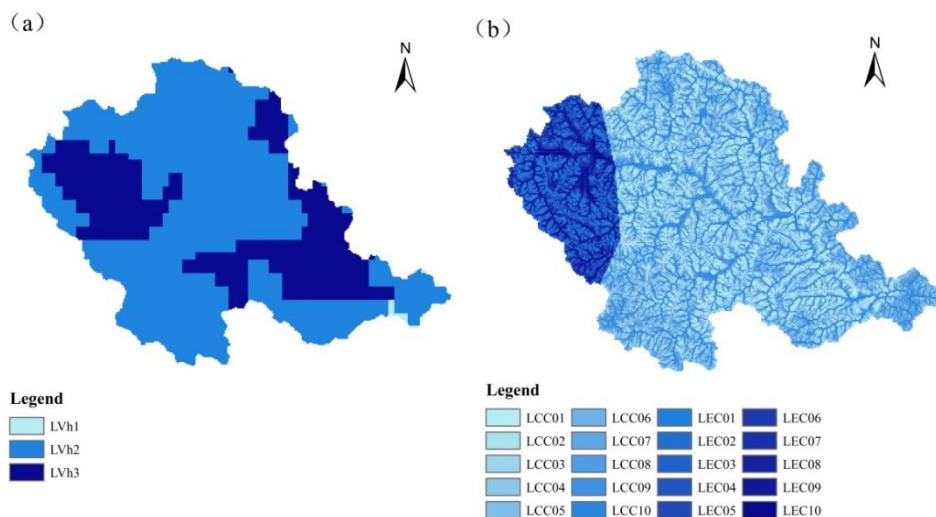 (a)
N
Legend
LVh1
LVh2
LVh3
(b)
N
Legend
LCC01 LCC06 LEC01 LEC06
LCC02 LCC07 LEC02 LEC07
LCC03 LCC08 LEC03 LEC08
LCC04 LCC09 LEC04 LEC09
LCC05 LCC10 LEC05 LEC10